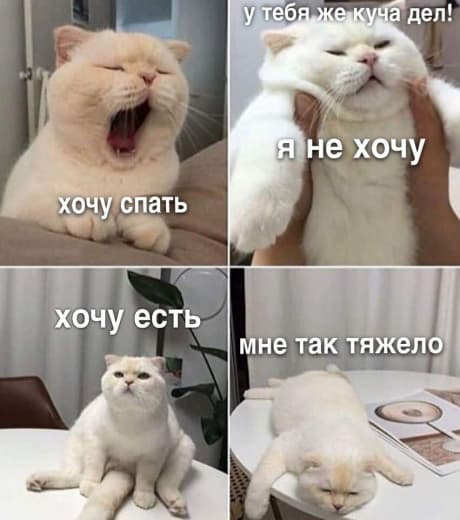 хочу спать
у тебя же куча дел!
я не хочу
хочу есть
мне так тяжело